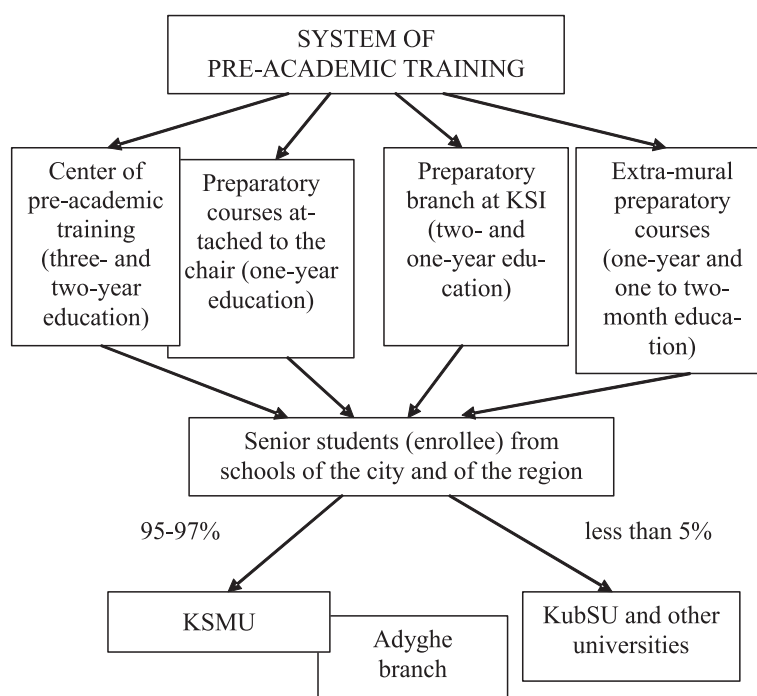 SYSTEM OF
PRE-ACADEMIC TRAINING
Center of
pre-academic
training
(three- and
two-year
education)
Preparatory
courses at-
tached to the
chair (one-year
education)
Preparatory
branch at KSI
(two- and
one-year edu-
cation)
Extra-mural
preparatory
courses
(one-year and
one to two-
month educa-
tion)
Senior students (enrollee) from
schools of the city and of the region
95-97%
less than 5%
KSMU
Adyghe
branch
KubSU and other
universities